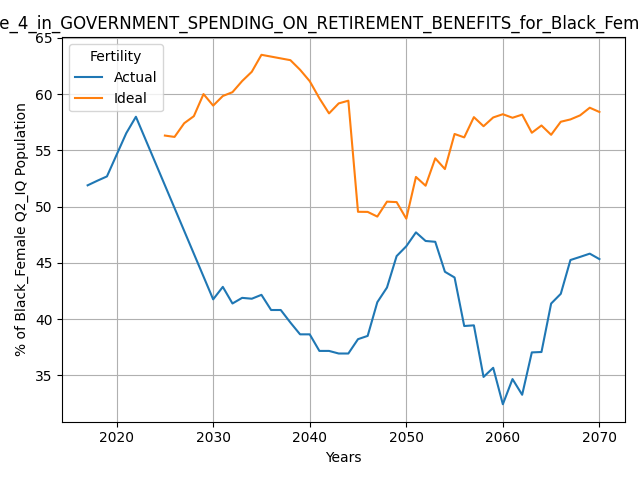 e_4_in_GOVERNMENT_SPENDING_ON_RETIREMENT_BENEFITS_for_Black_Fem
65
60
55
50
45
40
35
% of Black_Female Q2_IQ Population
Fertility
Actual
Ideal
2020 2030 2040 2050 2060 2070
Years